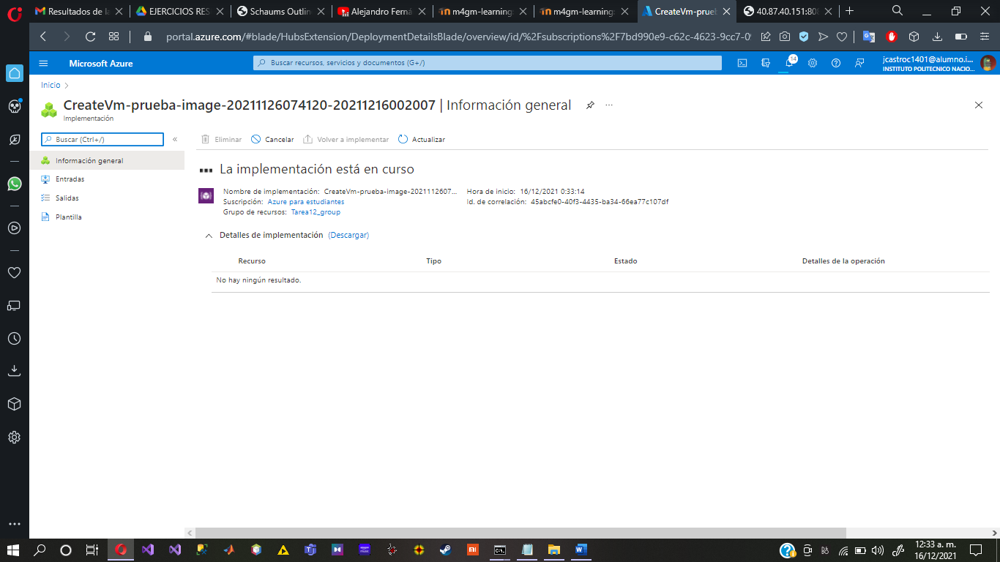 Resultados de la
EJERCICIOS RES
Schaums Outlin
Alejandro Ferná
m4gm-learning
m4gm-learning
CreateVm-prueb
40.87.40.151:808
portal.azure.com/#blade/HubsExtension/DeploymentDetailsBlade/overview/id/%2Fsubscriptions%2F7bd990e9-c62c-4623-9cc7-09
Microsoft Azure
Buscar recursos, servicios y documentos (G+/)
14
jcastroc1401@alumno.i...
INSTITUTO POLITECNICO NACIO...
Inicio
CreateVm-prueba-image-20211126074120-20211216002007 | Información general
Implementación
Buscar (Ctrl+/)
Eliminar
Cancelar
Volver a implementar
Actualizar
Información general
Entradas
Salidas
Plantilla
La implementación está en curso
Nombre de implementación: CreateVm-prueba-image-2021112607...
Suscripción: Azure para estudiantes
Grupo de recursos: Tarea12_group
Hora de inicio: 16/12/2021 0:33:14
Id. de correlación: 45abcfe0-40f3-4435-ba34-66ea77c107df
Detalles de implementación (Descargar)
Recurso Tipo Estado Detalles de la operación
No hay ningún resultado.
12:33 a. m.
16/12/2021